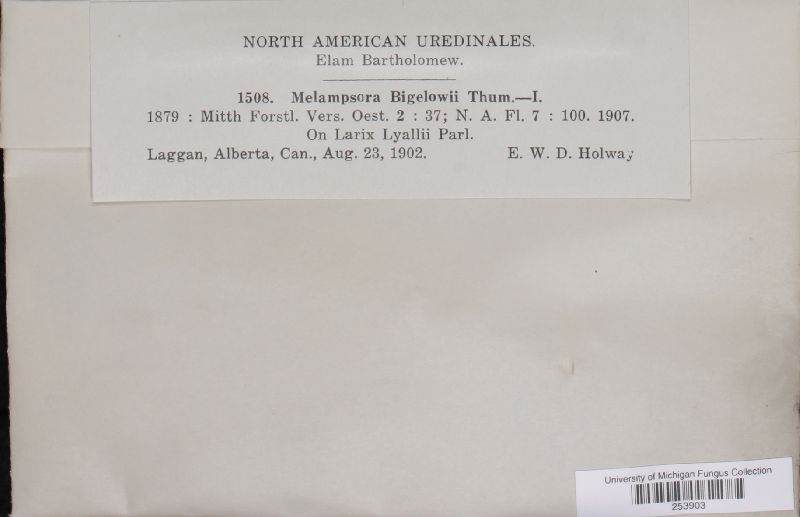 NORTH AMERICAN UREDINALES.
Elam Bartholomew.
1508. Melampsora Bigelowii Thum.—I.
1879 : Mitth Forstl. Vers. Oest. 2 : 37; N. A. Fl. 7 : 100. 1907.
On Larix Lyallii Parl.
Laggan, Alberta, Can., Aug. 23, 1902. E. W. D. Holway
University of Michigan Fungus Collection
253903